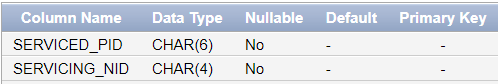 Column Name Data Type Nullable Default Primary Key
SERVICED_PID CHAR(6) No - -
SERVICING_NID CHAR(4) No - -